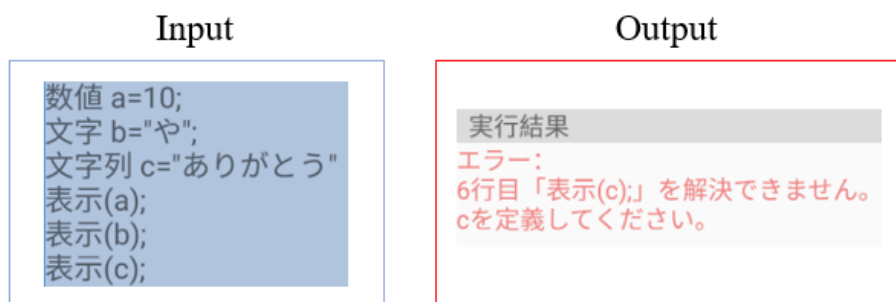 Input
数値 a=10;
文字 b="や";
文字列 c="ありがとう"
表示(a);
表示(b);
表示(c);
Output
実行結果
エラー：
6行目「表示(c);」を解決できません。
cを定義してください。